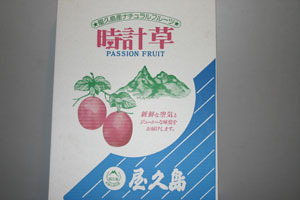 ★屋久島産ナチュラルフルーツ★
時計草
PASSION FRUIT
新鮮な空気と
お届けします。
屋久島